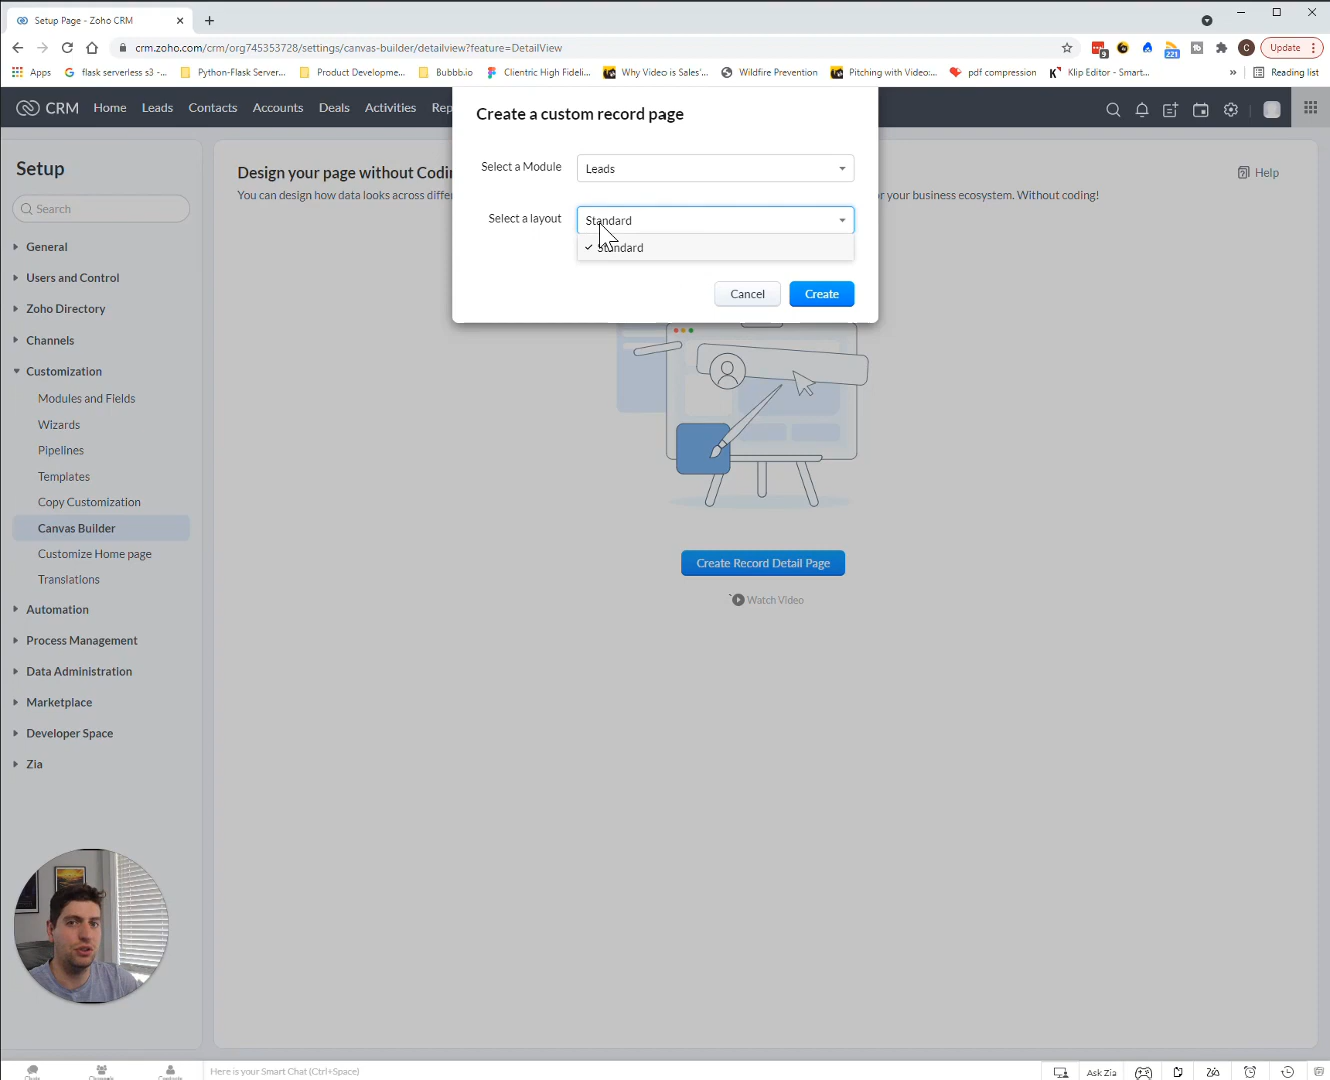 Setup Page - Zoho CRM
crm.zoho.com/crm/org745353728/settings/canvas-builder/detailview?feature=DetailView
9
221
C
Update
Apps
flask serverless s3 -...
Python-Flask Server...
Product Developme...
Bubbb.io
Clientric High Fideli...
Why Video is Sales'...
Wildfire Prevention
Pitching with Video:...
pdf compression
Klip Editor - Smart...
»
Reading list
CRM
Home
Leads
Contacts
Accounts
Deals
Activities
Rep
Create a custom record page
Select a Module
Leads
Select a layout
Standard
Cancel
Create
Setup
Search
General
Users and Control
Zoho Directory
Channels
Customization
Modules and Fields
Wizards
Pipelines
Templates
Copy Customization
Canvas Builder
Customize Home page
Translations
Automation
Process Management
Data Administration
Marketplace
Developer Space
Zia
Design your page without Codi
Help
You can design how data looks across diffe
r your business ecosystem. Without coding!
Create Record Detail Page
Watch Video
Here is your Smart Chat (Ctrl+Space)
Ask Zia